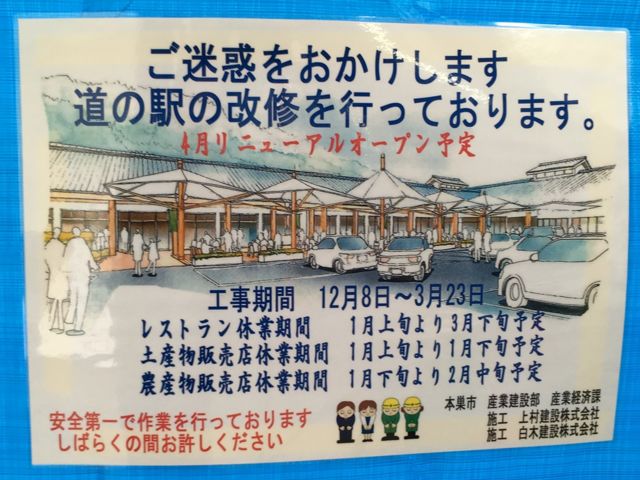 ご迷惑をおかけします
道の駅の改修を行っております。
4月リニューアルオープン予定
工事期間 12月8日～3月23日
レストラン休業期間 1月上旬より3月下旬予定
土産物販売店休業期間 1月上旬より1月下旬予定
農産物販売店休業期間 1月下旬より2月中旬予定
安全第一で作業を行っております
しばらくの間お許しください
本巣市 産業建設部 産業経済課
施工 上村建設株式会社
施工 白木建設株式会社